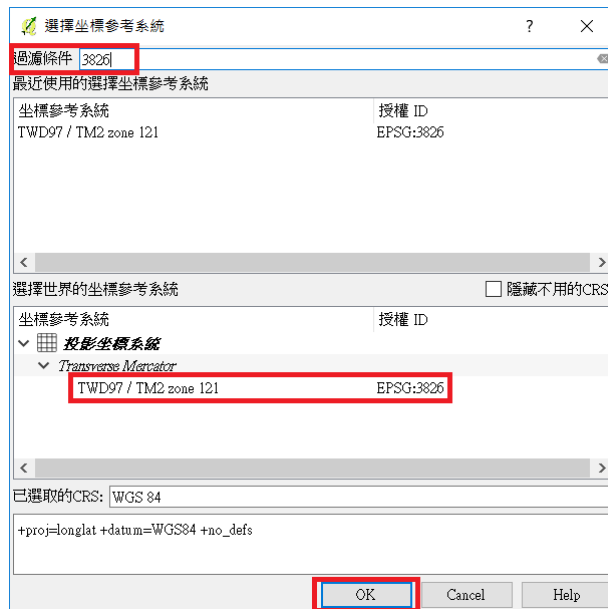 選擇坐標參考系統
過濾條件 3826
最近使用的選擇坐標參考系統
坐標參考系統 授權 ID
TWD97 / TM2 zone 121 EPSG:3826
選擇世界的坐標參考系統 隱藏不用的CRS
坐標參考系統 授權 ID
投影坐標系統
Transverse Mercator
TWD97 / TM2 zone 121 EPSG:3826
已選取的CRS: WGS 84
+proj=longlat +datum=WGS84 +no_defs
OK Cancel Help